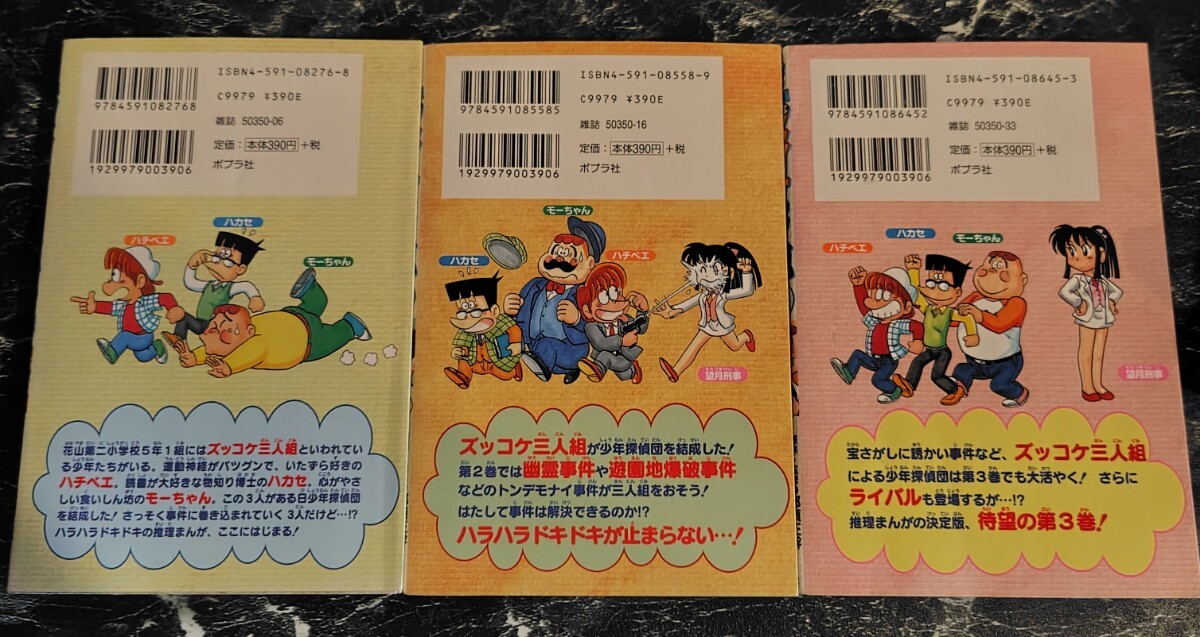 ISBN4-591-08276-8
9784591082768
C9979 ¥390E
雑誌 50350-06
定価：本体390円+税
1929979003906
ポプラ社
ハカセ
ハチベエ
モーちゃん
花山第二小学校5年1組にはズッコケ三人組といわれてい
る少年たちがいる。運動神経がバツグンで、いたずら好きの
ハチベエ。読書が大好きな物知り博士のハカセ。心がやさ
しい食いしん坊のモーちゃん。この3人がある日少年探偵団
を結成した！さっそく事件に巻き込まれていく3人だけど…!?
ハラハラドキドキの推理まんが、ここにはじまる！
ISBN4-591-08558-9
9784591085585
C9979 ¥390E
雑誌 50350-16
定価：本体390円+税
1929979003906
ポプラ社
モーちゃん
ハカセ
ハチベエ
望月刑事
ズッコケ三人組が少年探偵団を結成した！
第2巻では幽霊事件や遊園地爆破事件
などのトンデモナイ事件が三人組をおそう！
はたして事件は解決できるのか!?
ハラハラドキドキが止まらない…！
ISBN4-591-08645-3
9784591086452
C9979 ¥390E
雑誌 50350-33
定価：本体390円+税
1929979003906
ポプラ社
ハカセ
ハチベエ
モーちゃん
望月刑事
宝さがしに誘かい事件など、ズッコケ三人組
による少年探偵団は第3巻でも大活やく！ さらに
ライバルも登場するが…!?
推理まんがの決定版、待望の第3巻！